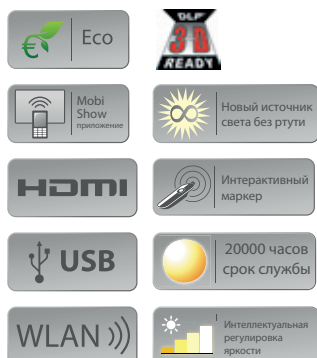 Eco
DLP
3D
READY
Mobi
Show
приложение
Новый источник
света без ртути
HDMI
Интерактивный
маркер
USB
20000 часов
срок службы
WLAN
Интеллектуальная
регулировка
яркости